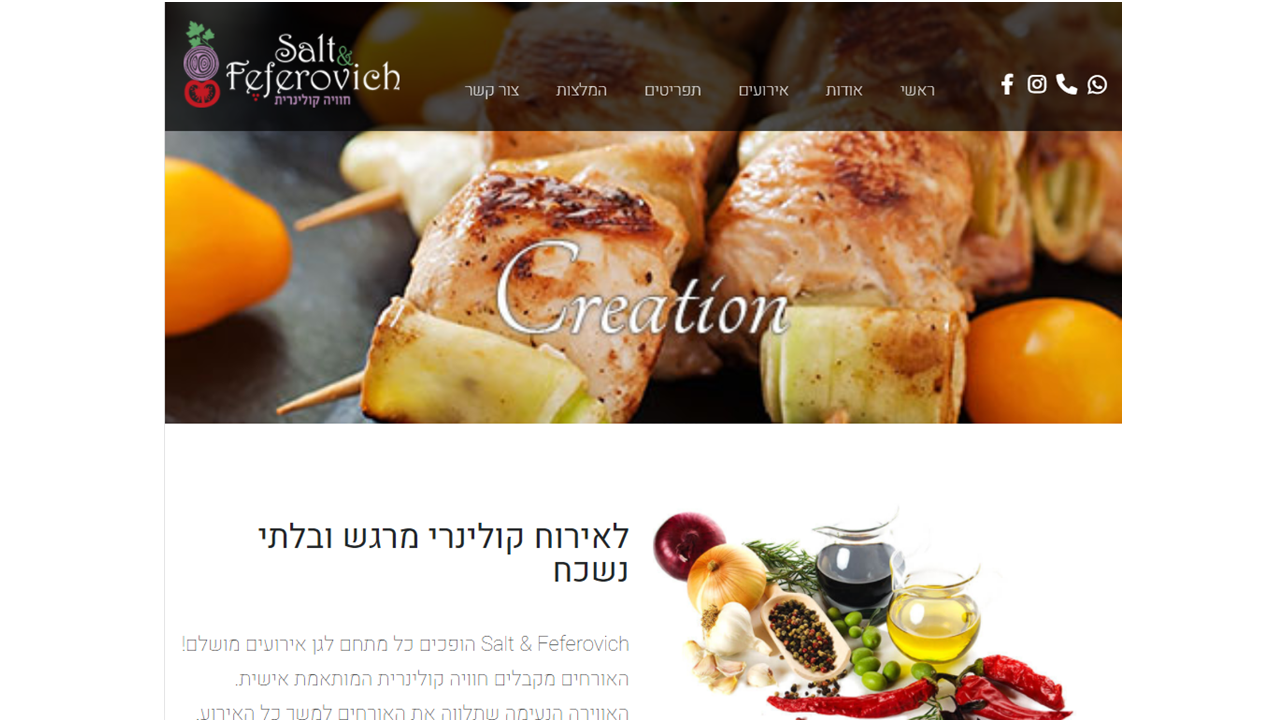 Salt &
Feferovich
חוויה קולינרית
ראשי אודות אירועים תפריטים המלצות צור קשר
Creation
לאירוח קולינרי מרגש ובלתי
נשכח
Salt & Feferovich הופכים כל מתחם לגן אירועים מושלם!
האורחים מקבלים חוויה קולינרית המותאמת אישית.
האווירה הנעימה שתלווה את האורחים למשך כל האירוע,